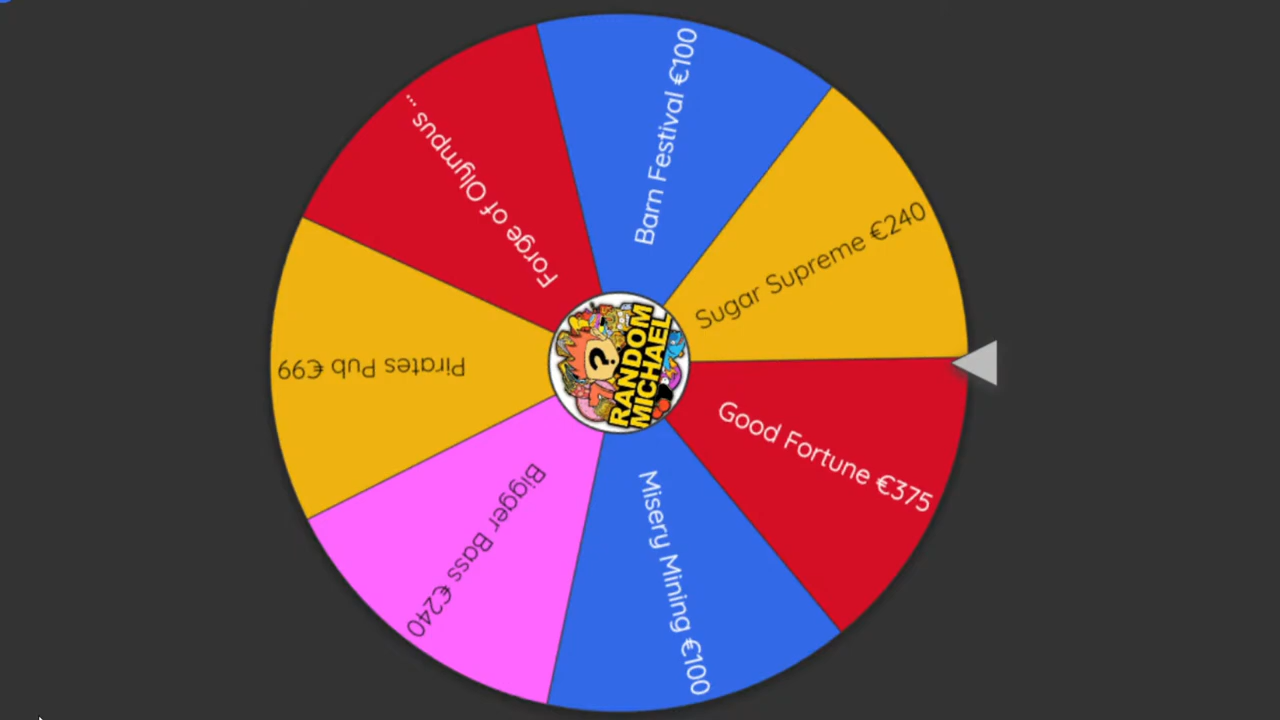 Barn Festival €100
Sugar Supreme €240
Good Fortune €375
Misery Mining €100
Bigger Bass €240
Pirates Pub €99
Forge of Olympus ...
RANDOM
MICHAEL
?